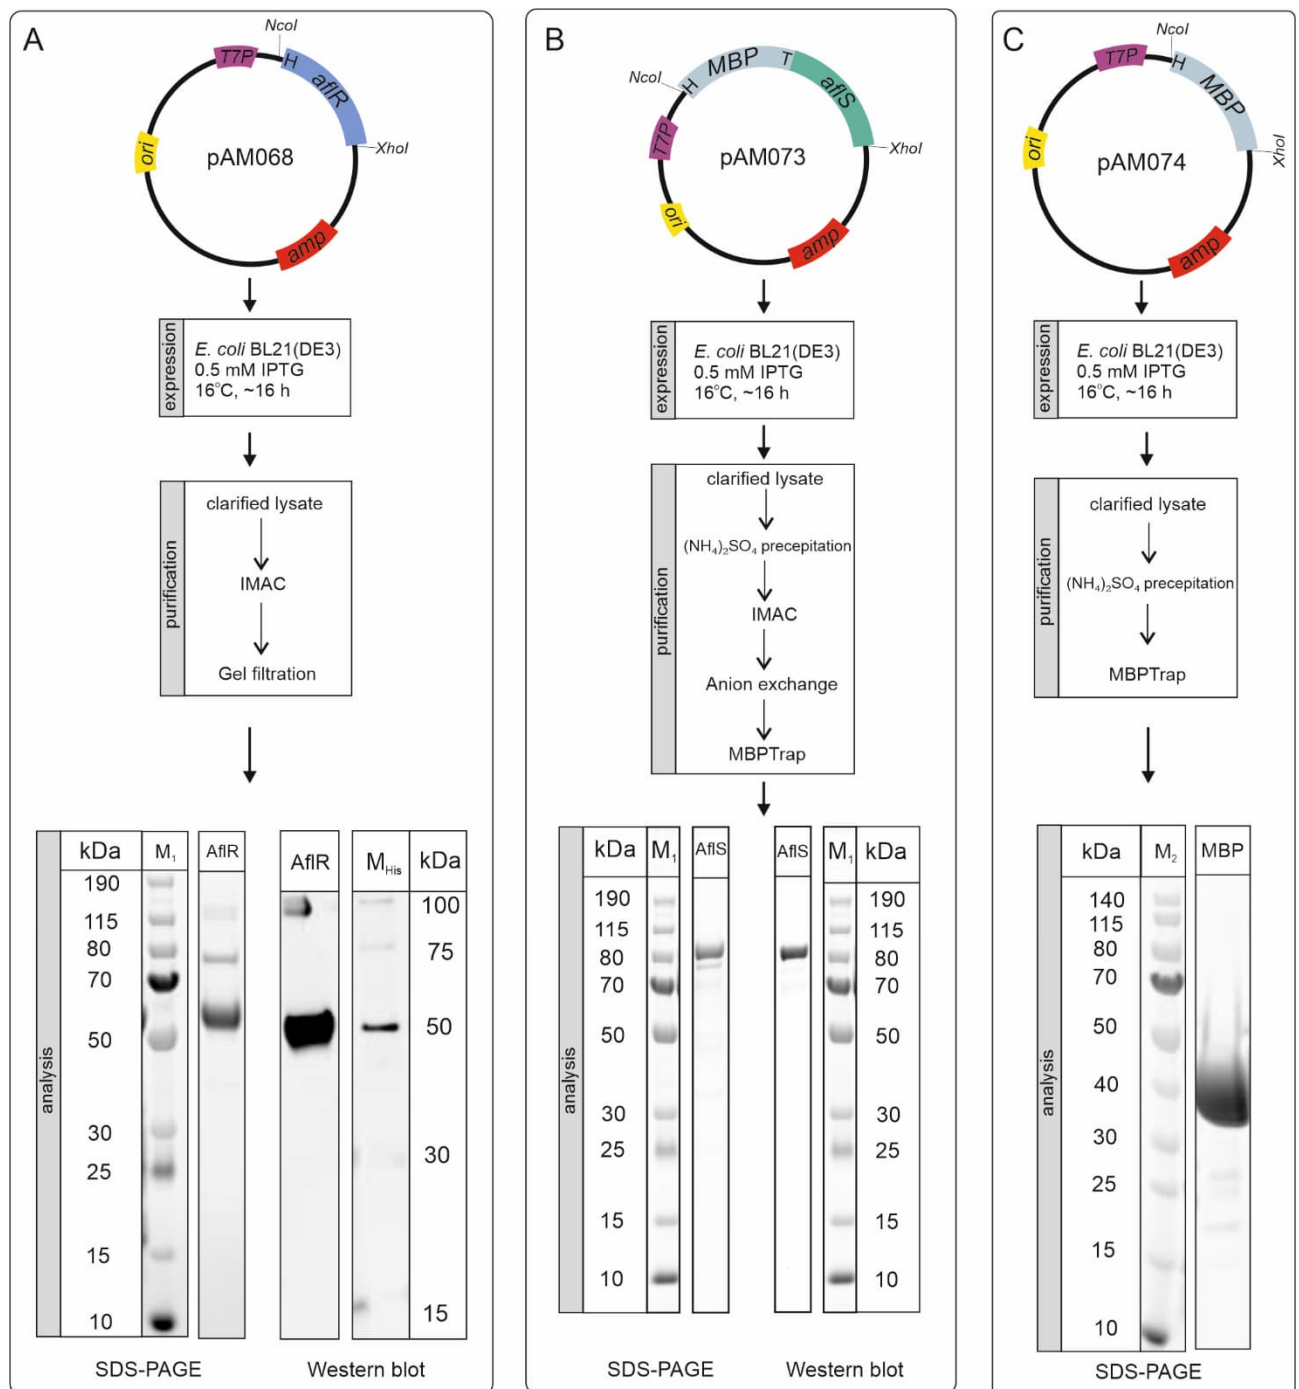 A
NcoI
T7P
H
aflR
ori
pAM068
XhoI
amp
expression
E. coli BL21(DE3)
0.5 mM IPTG
16°C, ~16 h
purification
clarified lysate
IMAC
Gel filtration
analysis
kDa
M₁
AflR
190
115
80
70
50
30
25
15
10
AflR
M_His
kDa
100
75
50
30
15
SDS-PAGE
Western blot
B
NcoI
H
MBP
T
aflS
T7P
pAM073
XhoI
ori
amp
expression
E. coli BL21(DE3)
0.5 mM IPTG
16°C, ~16 h
purification
clarified lysate
(NH₄)₂SO₄ precepitation
IMAC
Anion exchange
MBPTrap
analysis
kDa
M₁
AflS
190
115
80
70
50
30
25
15
10
AflS
M₁
kDa
190
115
80
70
50
30
25
15
10
SDS-PAGE
Western blot
C
NcoI
T7P
H
MBP
ori
pAM074
XhoI
amp
expression
E. coli BL21(DE3)
0.5 mM IPTG
16°C, ~16 h
purification
clarified lysate
(NH₄)₂SO₄ precepitation
MBPTrap
analysis
kDa
M₂
MBP
140
115
80
70
50
40
30
25
15
10
SDS-PAGE